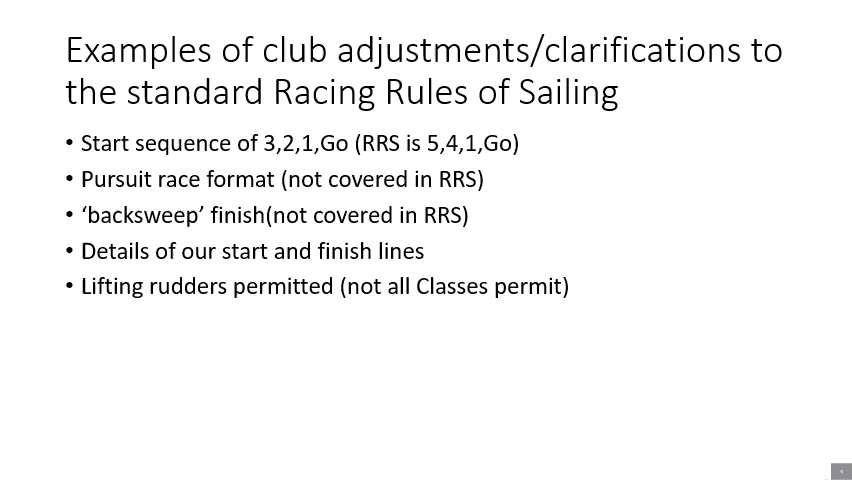 Examples of club adjustments/clarifications to
the standard Racing Rules of Sailing
• Start sequence of 3,2,1,Go (RRS is 5,4,1,Go)
• Pursuit race format (not covered in RRS)
• ‘backsweep’ finish(not covered in RRS)
• Details of our start and finish lines
• Lifting rudders permitted (not all Classes permit)